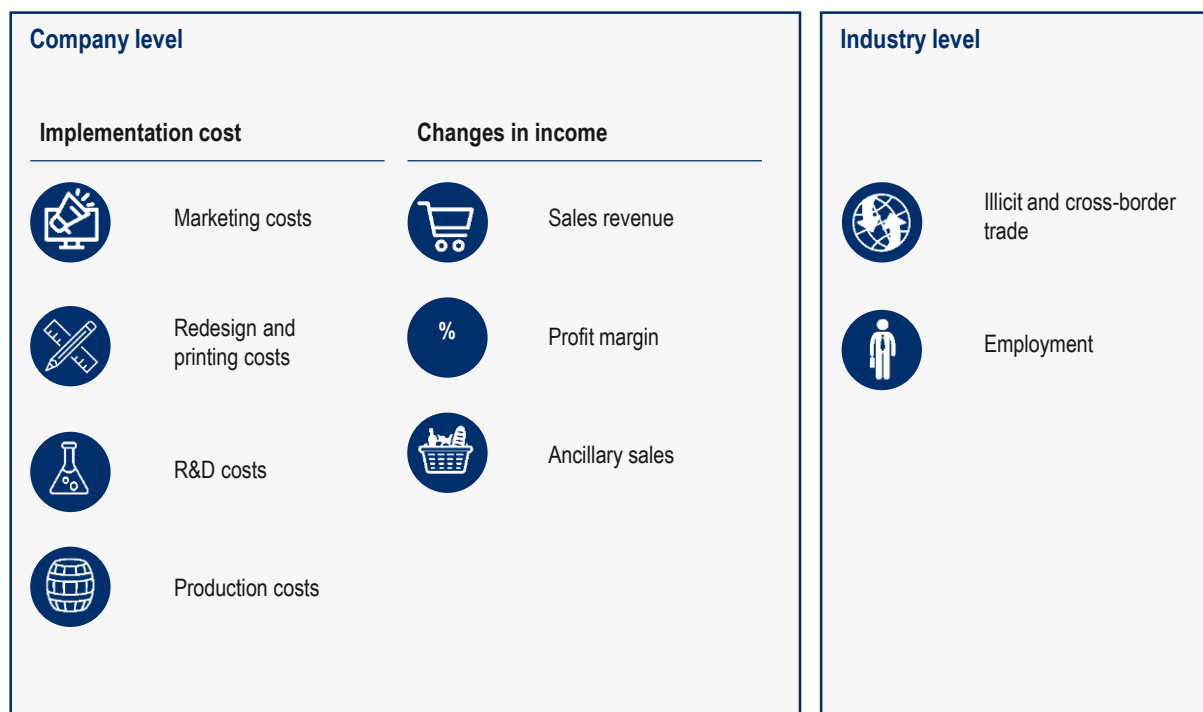 Company level
Implementation cost
Marketing costs
Redesign and
printing costs
R&D costs
Production costs
Changes in income
Sales revenue
%
Profit margin
Ancillary sales
Industry level
Illicit and cross-border
trade
Employment